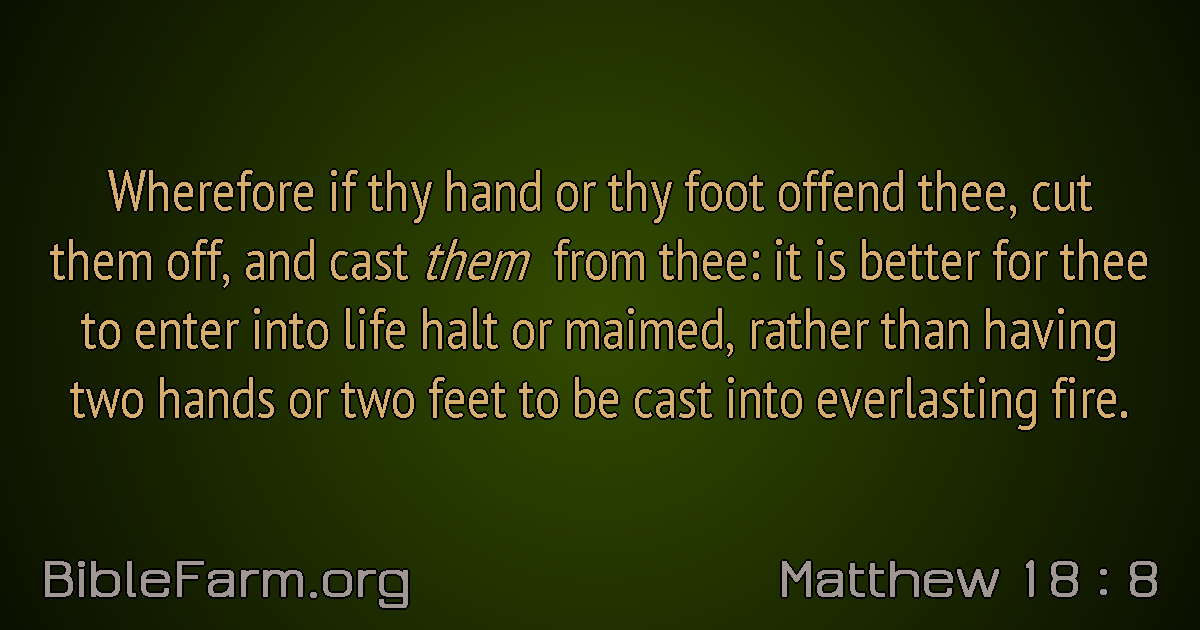 Wherefore if thy hand or thy foot offend thee, cut
them off, and cast them from thee: it is better for thee
to enter into life halt or maimed, rather than having
two hands or two feet to be cast into everlasting fire.
BibleFarm.org
Matthew 18 : 8